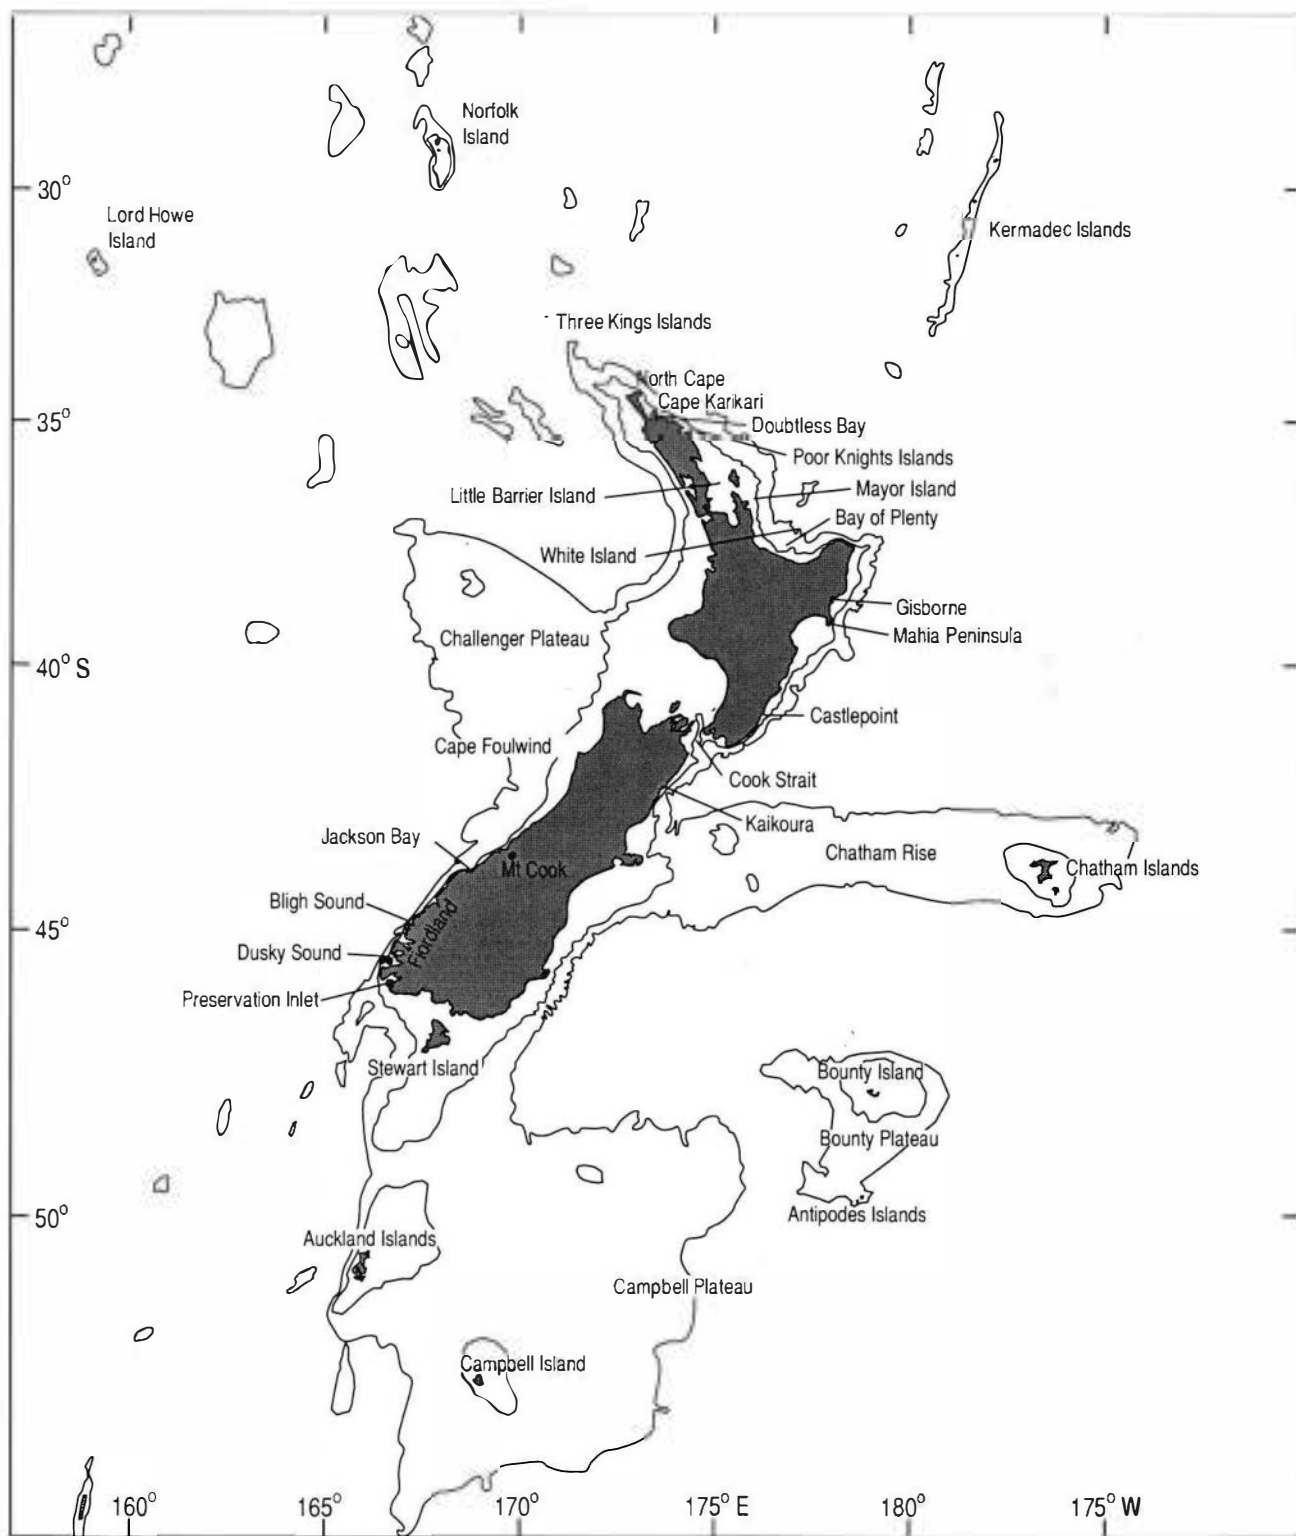 Norfolk
Island
30°
Lord Howe
Island
Kermadec Islands
Three Kings Islands
North Cape
Cape Karikari
35°
Doubtless Bay
Poor Knights Islands
Little Barrier Island
Mayor Island
Bay of Plenty
White Island
Gisborne
Challenger Plateau
Mahia Peninsula
40° S
Castlepoint
Cape Foulwind
Cook Strait
Kaikoura
Jackson Bay
Chatham Rise
Mt Cook
Chatham Islands
Bligh Sound
Fiordland
45°
Dusky Sound
Preservation Inlet
Stewart Island
Bounty Island
Bounty Plateau
50°
Antipodes Islands
Auckland Islands
Campbell Plateau
Campbell Island
160° 165° 170° 175° E 180° 175° W